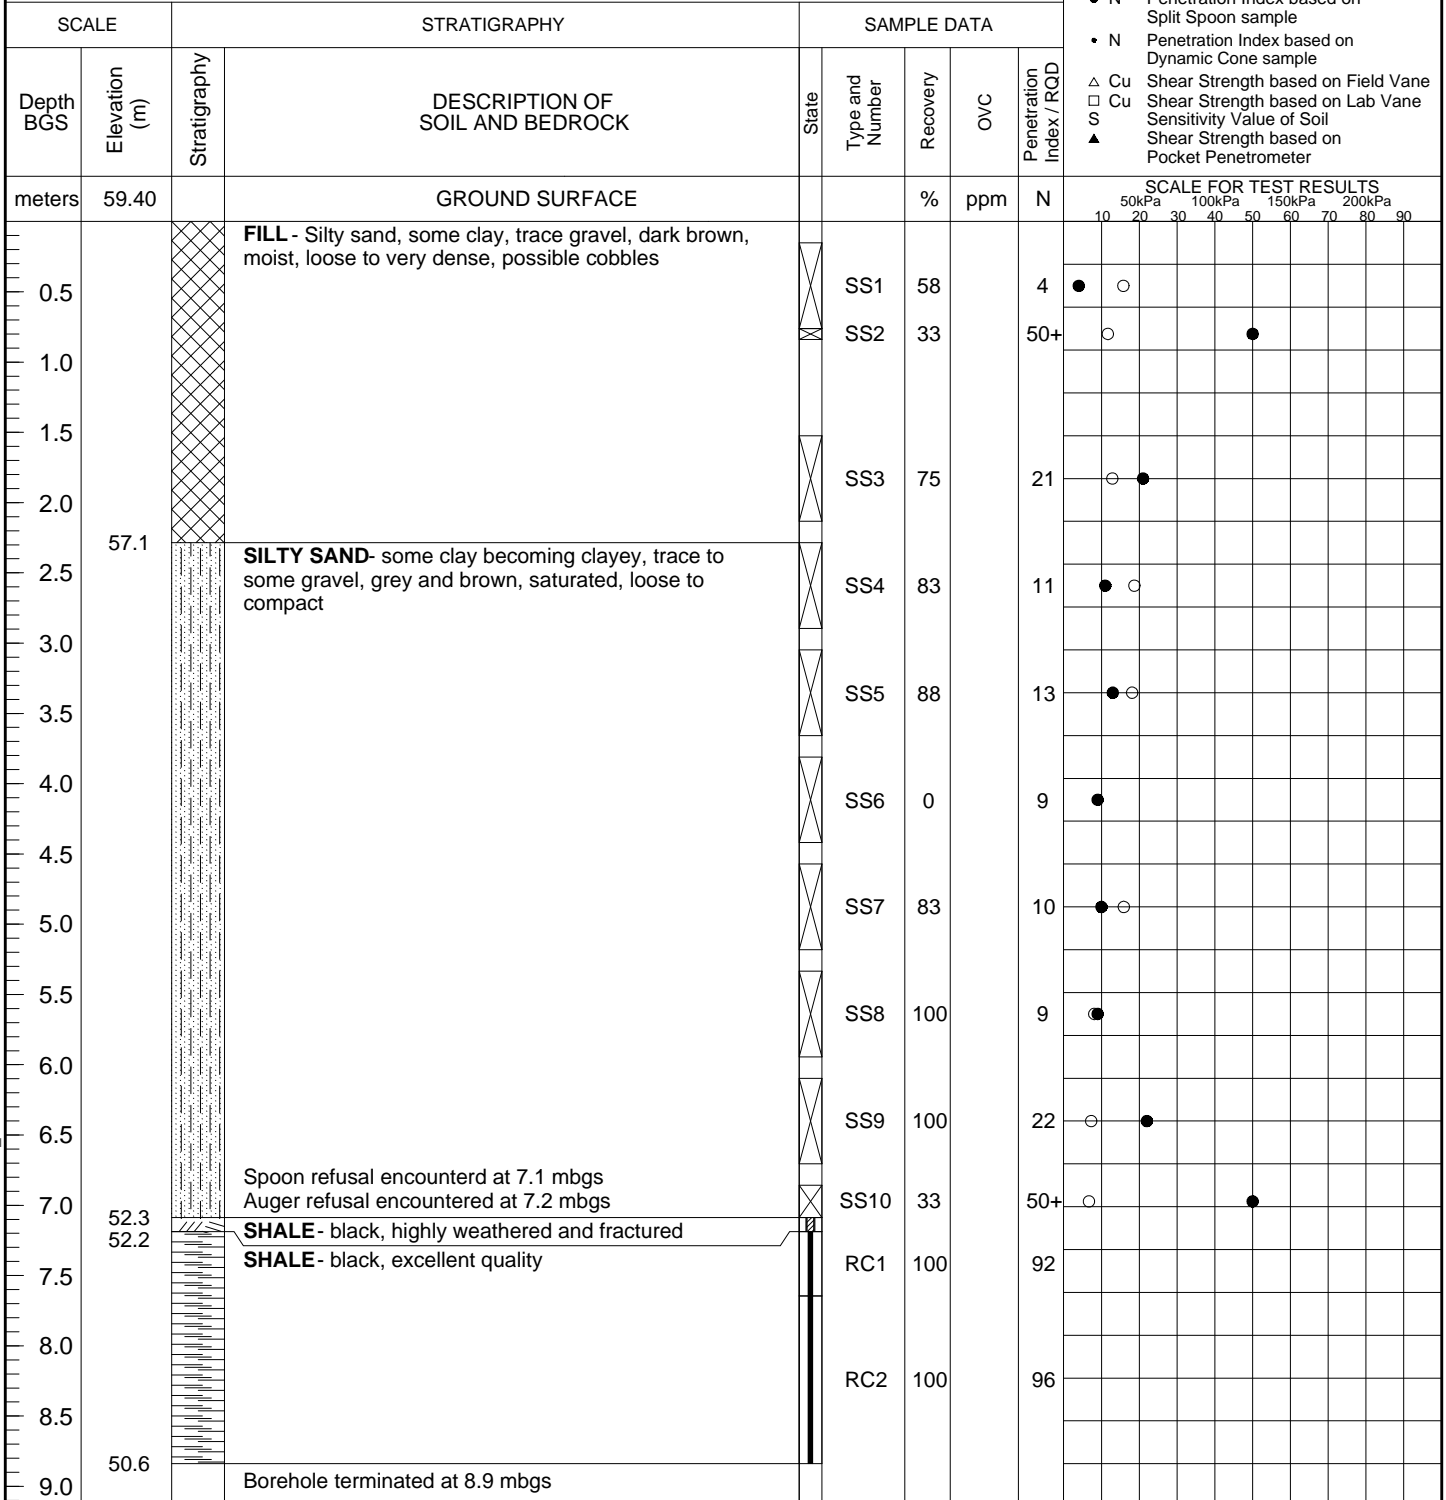 ● N Penetration Index based on
Split Spoon sample
• N Penetration Index based on
Dynamic Cone sample
△ Cu Shear Strength based on Field Vane
□ Cu Shear Strength based on Lab Vane
S Sensitivity Value of Soil
▲ Shear Strength based on
Pocket Penetrometer
SCALE STRATIGRAPHY SAMPLE DATA
Depth
BGS
Elevation
(m)
Stratigraphy
DESCRIPTION OF
SOIL AND BEDROCK
State
Type and
Number
Recovery
OVC
Penetration
Index / RQD
meters 59.40 GROUND SURFACE % ppm N
SCALE FOR TEST RESULTS
50kPa 100kPa 150kPa 200kPa
10 20 30 40 50 60 70 80 90
FILL - Silty sand, some clay, trace gravel, dark brown,
moist, loose to very dense, possible cobbles
0.5 SS1 58 4
SS2 33 50+
1.0
1.5
SS3 75 21
2.0
57.1
SILTY SAND- some clay becoming clayey, trace to
some gravel, grey and brown, saturated, loose to
compact
2.5 SS4 83 11
3.0
SS5 88 13
3.5
4.0
SS6 0 9
4.5
SS7 83 10
5.0
5.5
SS8 100 9
6.0
SS9 100 22
6.5
Spoon refusal encounterd at 7.1 mbgs
Auger refusal encountered at 7.2 mbgs
7.0 SS10 33 50+
52.3
SHALE - black, highly weathered and fractured
52.2
SHALE - black, excellent quality
RC1 100 92
7.5
8.0
RC2 100 96
8.5
50.6
Borehole terminated at 8.9 mbgs
9.0